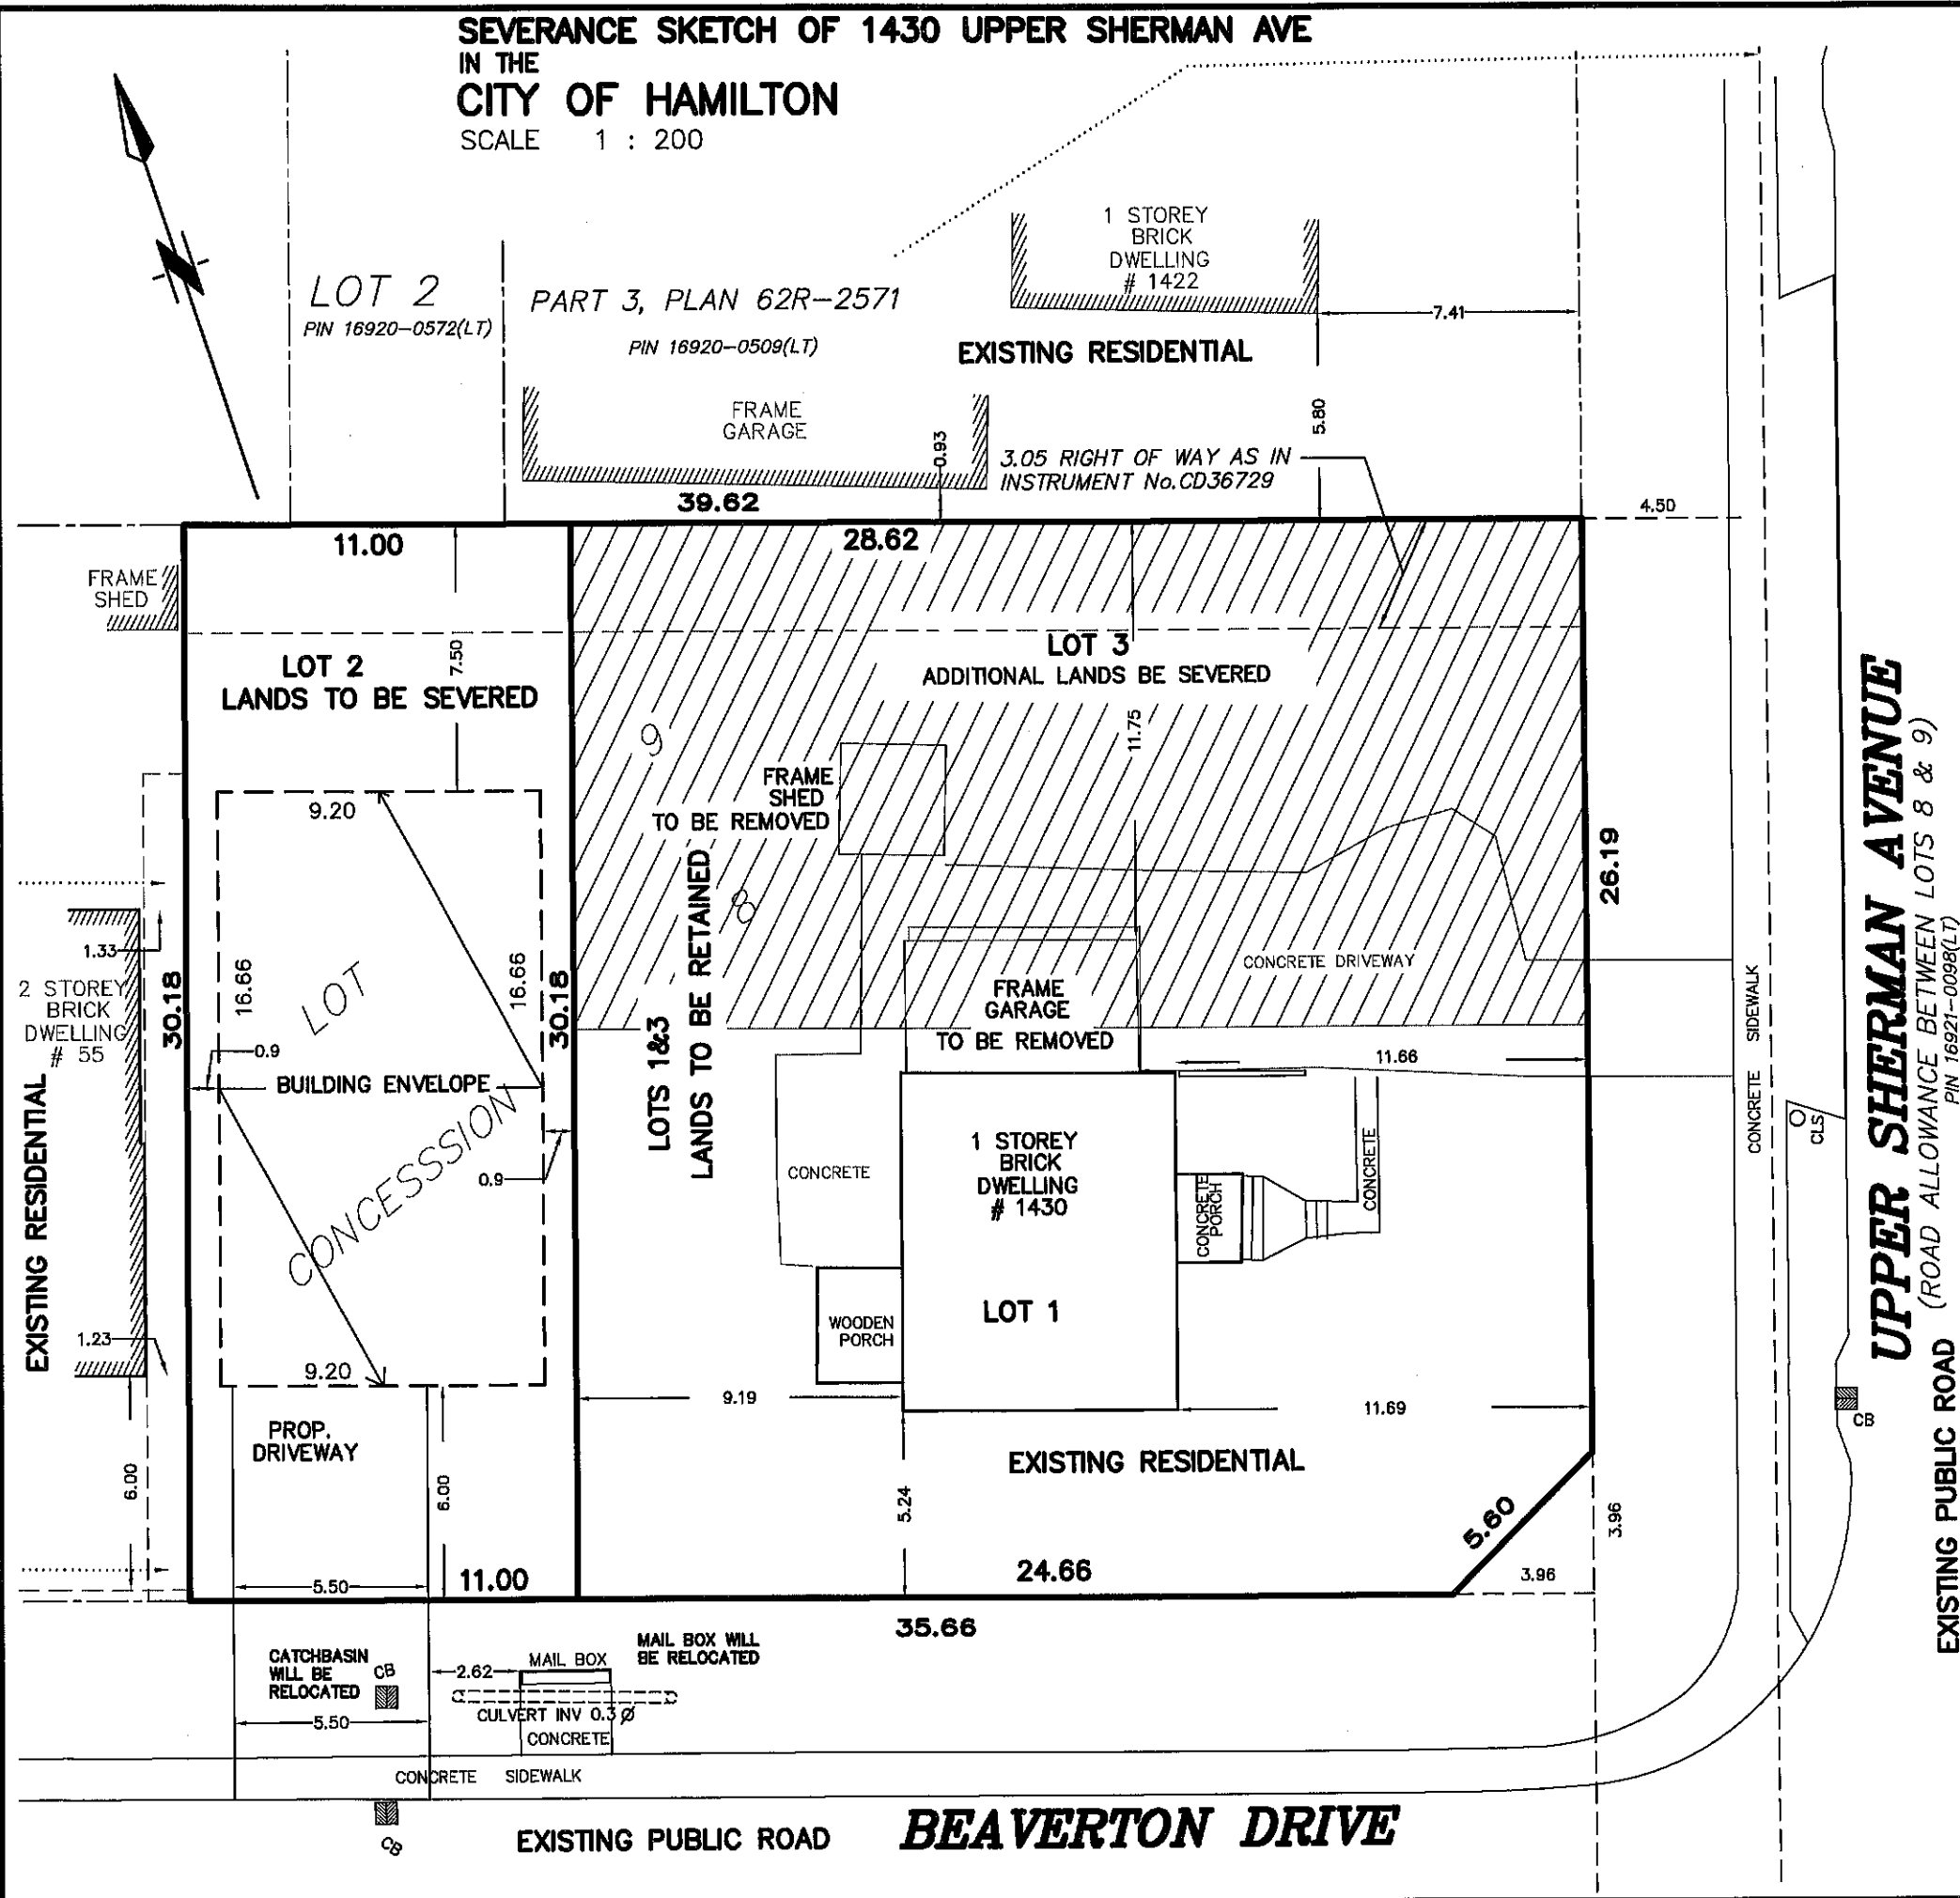 SEVERANCE SKETCH OF 1430 UPPER SHERMAN AVE
IN THE
CITY OF HAMILTON
SCALE 1 : 200
N
LOT 2
PIN 16920-0572(LT)
PART 3, PLAN 62R-2571
PIN 16920-0509(LT)
1 STOREY
BRICK
DWELLING
# 1422
7.41
EXISTING RESIDENTIAL
5.80
FRAME
GARAGE
0.93
3.05 RIGHT OF WAY AS IN
INSTRUMENT No.CD36729
39.62
4.50
11.00
28.62
FRAME
SHED
7.50
LOT 2
LANDS TO BE SEVERED
LOT 3
ADDITIONAL LANDS BE SEVERED
11.75
9
8
FRAME
SHED
TO BE REMOVED
9.20
16.66
16.66
30.18
30.18
26.19
1.33
2 STOREY
BRICK
DWELLING
# 55
0.9
LOT
BUILDING ENVELOPE
CONCESSSION
0.9
EXISTING RESIDENTIAL
1.23
9.20
LOTS 1&3
LANDS TO BE RETAINED
FRAME
GARAGE
TO BE REMOVED
CONCRETE DRIVEWAY
11.66
CONCRETE
1 STOREY
BRICK
DWELLING
# 1430
CONCRETE
PORCH
CONCRETE
LOT 1
WOODEN
PORCH
9.19
11.69
EXISTING RESIDENTIAL
PROP.
DRIVEWAY
6.00
6.00
5.24
5.60
3.96
3.96
5.50
11.00
24.66
35.66
CATCHBASIN
WILL BE
RELOCATED
CB
2.62
MAIL BOX
MAIL BOX WILL
BE RELOCATED
CULVERT INV 0.3 Ø
5.50
CONCRETE
CONCRETE SIDEWALK
CB
EXISTING PUBLIC ROAD
BEAVERTON DRIVE
CONCRETE SIDEWALK
CLS
CB
UPPER SHERMAN AVENUE
(ROAD ALLOWANCE BETWEEN LOTS 8 & 9)
PIN 16921-0098(LT)
EXISTING PUBLIC ROAD